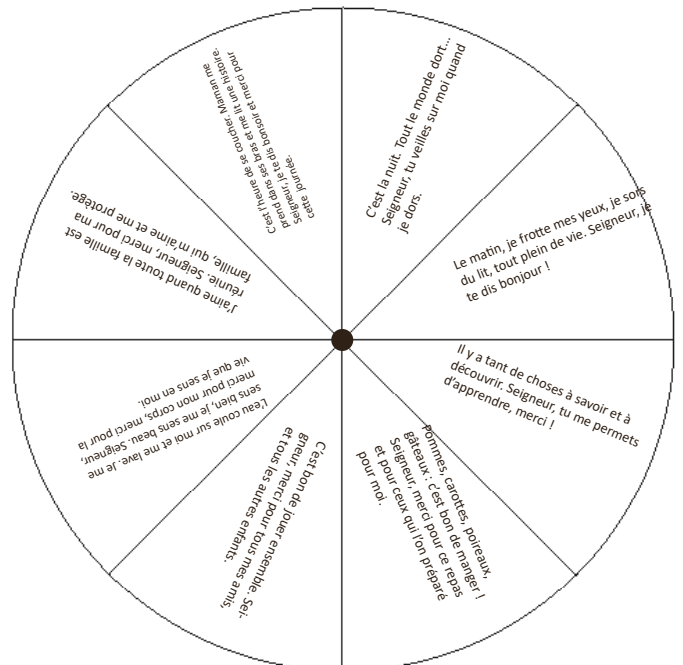 C'est la nuit. Tout le monde dort...
Seigneur, tu veilles sur moi quand
je dors.
Le matin, je frotte mes yeux, je sors
du lit, tout plein de vie. Seigneur, je
te dis bonjour !
Il y a tant de choses à savoir et à
découvrir. Seigneur, tu me permets
d'apprendre, merci !
Pommes, carottes, poireaux,
gâteaux : c'est bon de manger !
Seigneur, merci pour ce repas
et pour ceux qui l'on préparé
pour moi.
C'est bon de jouer ensemble. Sei-
gneur, merci pour tous mes amis,
et tous les autres enfants.
L'eau coule sur moi et me lave. Je me
sens bien, je me sens beau. Seigneur,
merci pour mon corps, merci pour la
vie que je sens en moi.
J'aime quand toute la famille est
réunie. Seigneur, merci pour ma
famille, qui m'aime et me protège.
C'est l'heure de se coucher. Maman me
prend dans ses bras et me lit une histoire.
Seigneur, je te dis bonsoir et merci pour
cette journée.